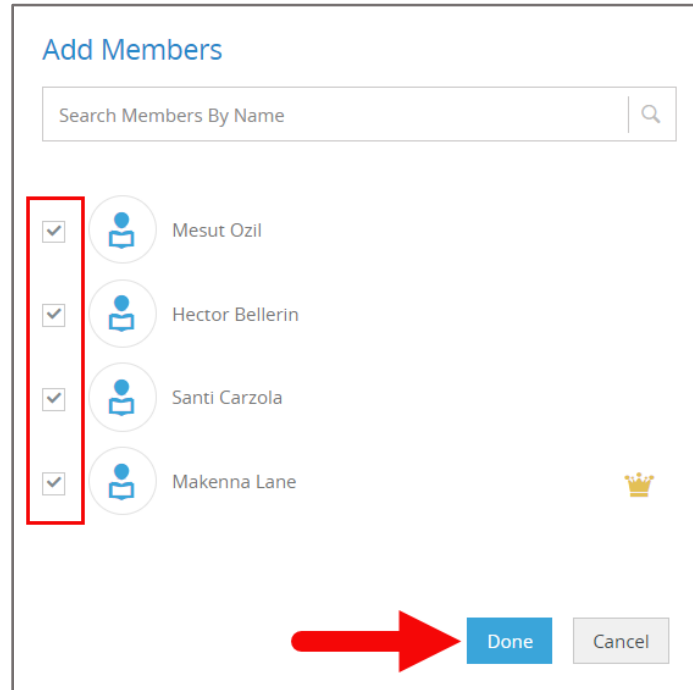 Add Members
Search Members By Name
Mesut Ozil
Hector Bellerin
Santi Carzola
Makenna Lane
Done Cancel